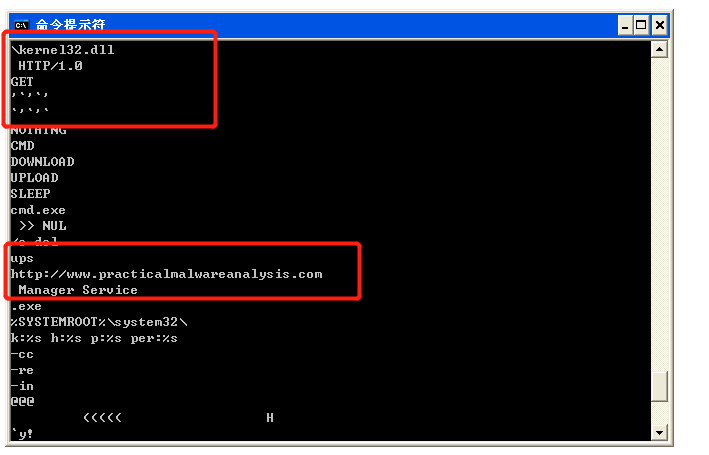 命令提示符
\kernel32.dll
HTTP/1.0
GET
'`'`'
`'`'`
NOTHING
CMD
DOWNLOAD
UPLOAD
SLEEP
cmd.exe
>> NUL
/c del
ups
http://www.practicalmalwareanalysis.com
Manager Service
.exe
%SYSTEMROOT%\system32\
k:%s h:%s p:%s per:%s
-cc
-re
-in
@@@
<<<<< H
`y!